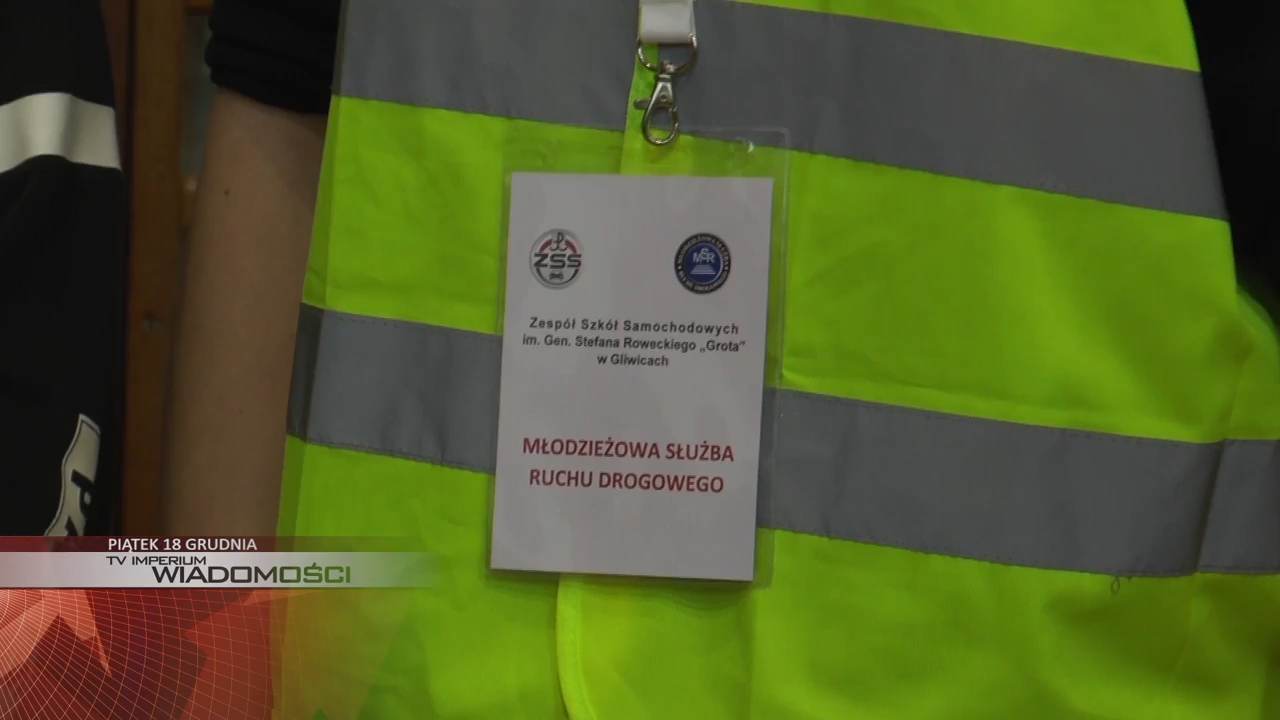 ZSS
MSR
Zespół Szkół Samochodowych
im. Gen. Stefana Roweckiego „Grota”
w Gliwicach
MŁODZIEŻOWA SŁUŻBA
RUCHU DROGOWEGO
PIĄTEK 18 GRUDNIA
TV IMPERIUM
WIADOMOŚCI